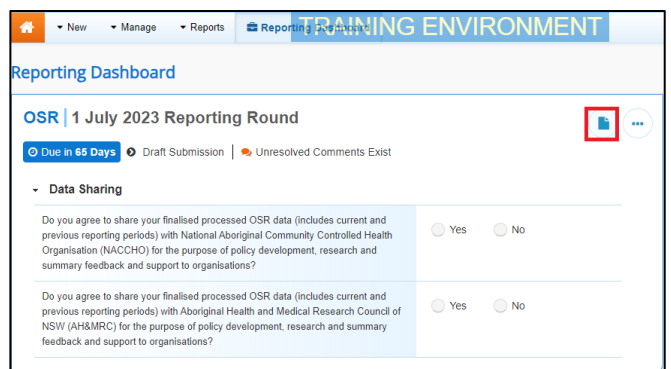 New Manage Reports Reporting Dashboard
TRAINING ENVIRONMENT
Reporting Dashboard
OSR | 1 July 2023 Reporting Round
Due in 65 Days Draft Submission | Unresolved Comments Exist
Data Sharing
Do you agree to share your finalised processed OSR data (includes current and
previous reporting periods) with National Aboriginal Community Controlled Health
Organisation (NACCHO) for the purpose of policy development, research and
summary feedback and support to organisations?
Yes No
Do you agree to share your finalised processed OSR data (includes current and
previous reporting periods) with Aboriginal Health and Medical Research Council of
NSW (AH&MRC) for the purpose of policy development, research and summary
feedback and support to organisations?
Yes No